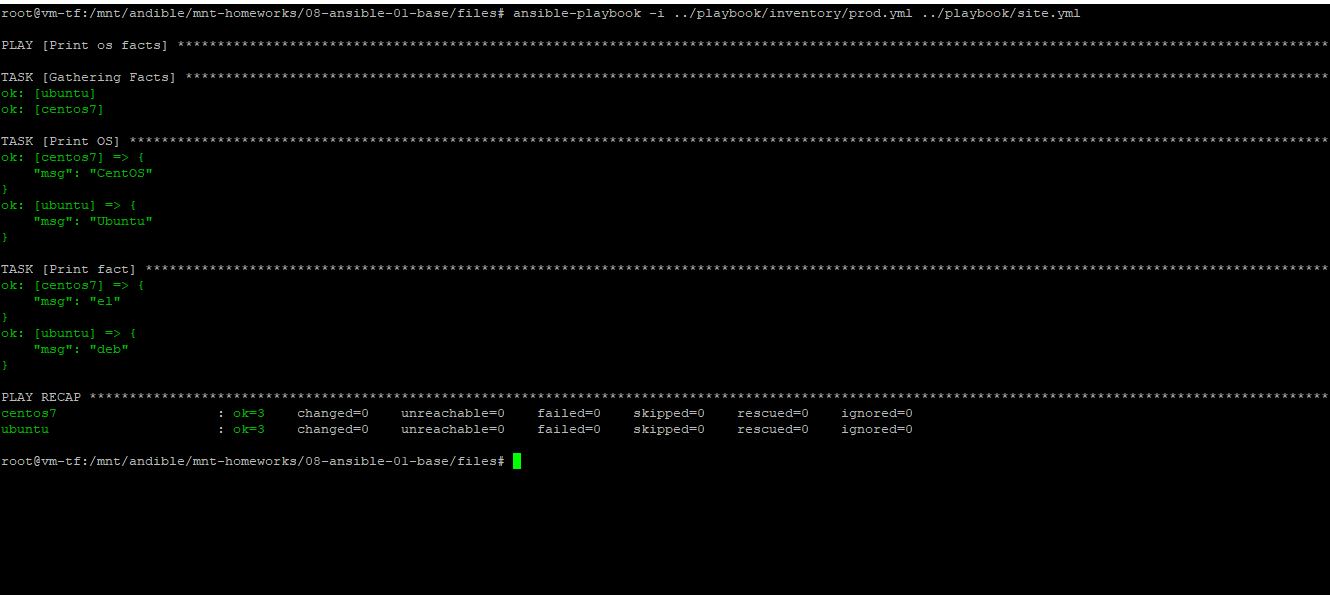 root@vm-tf:/mnt/andible/mnt-homeworks/08-ansible-01-base/files# ansible-playbook -i ../playbook/inventory/prod.yml ../playbook/site.yml
PLAY [Print os facts] ************************************************************************************************************************************************
TASK [Gathering Facts] ***********************************************************************************************************************************************
ok: [ubuntu]
ok: [centos7]
TASK [Print OS] ******************************************************************************************************************************************************
ok: [centos7] => {
    "msg": "CentOS"
}
ok: [ubuntu] => {
    "msg": "Ubuntu"
}
TASK [Print fact] ****************************************************************************************************************************************************
ok: [centos7] => {
    "msg": "el"
}
ok: [ubuntu] => {
    "msg": "deb"
}
PLAY RECAP ***********************************************************************************************************************************************************
centos7                    : ok=3    changed=0    unreachable=0    failed=0    skipped=0    rescued=0    ignored=0
ubuntu                     : ok=3    changed=0    unreachable=0    failed=0    skipped=0    rescued=0    ignored=0
root@vm-tf:/mnt/andible/mnt-homeworks/08-ansible-01-base/files#